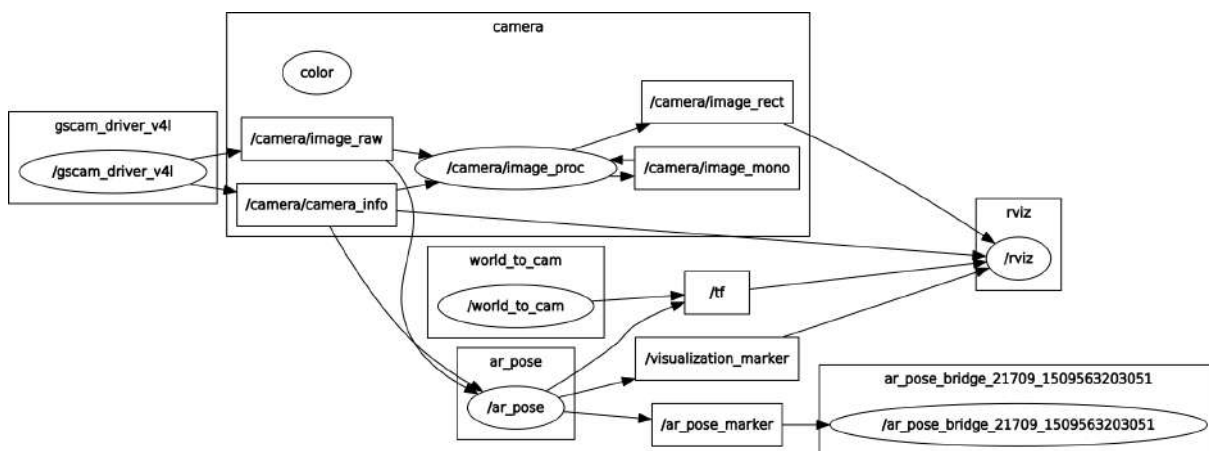 camera
color
/camera/image_rect
gscam_driver_v4l
/camera/image_raw
/gscam_driver_v4l
/camera/image_proc
/camera/image_mono
/camera/camera_info
rviz
/rviz
world_to_cam
/world_to_cam
/tf
ar_pose
/visualization_marker
/ar_pose
/ar_pose_marker
ar_pose_bridge_21709_1509563203051
/ar_pose_bridge_21709_1509563203051